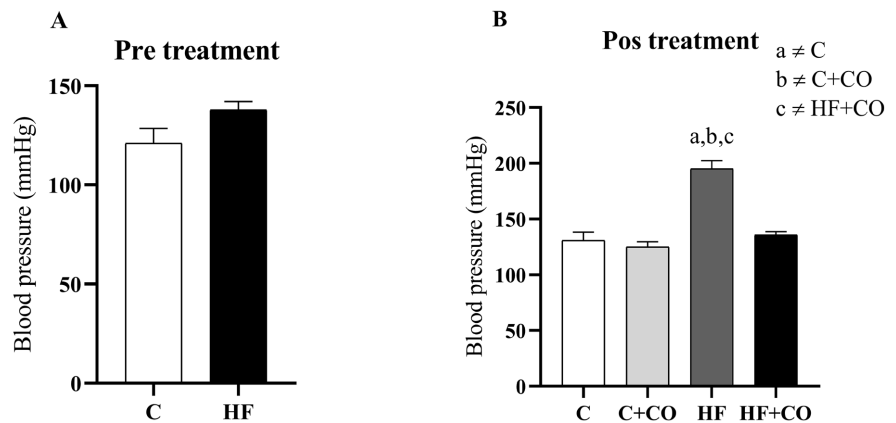 A
Pre treatment
Blood pressure (mmHg)
150
100
50
0
C HF
B
Pos treatment
a ≠ C
b ≠ C+CO
c ≠ HF+CO
Blood pressure (mmHg)
250
200
150
100
50
0
a,b,c
C C+CO HF HF+CO